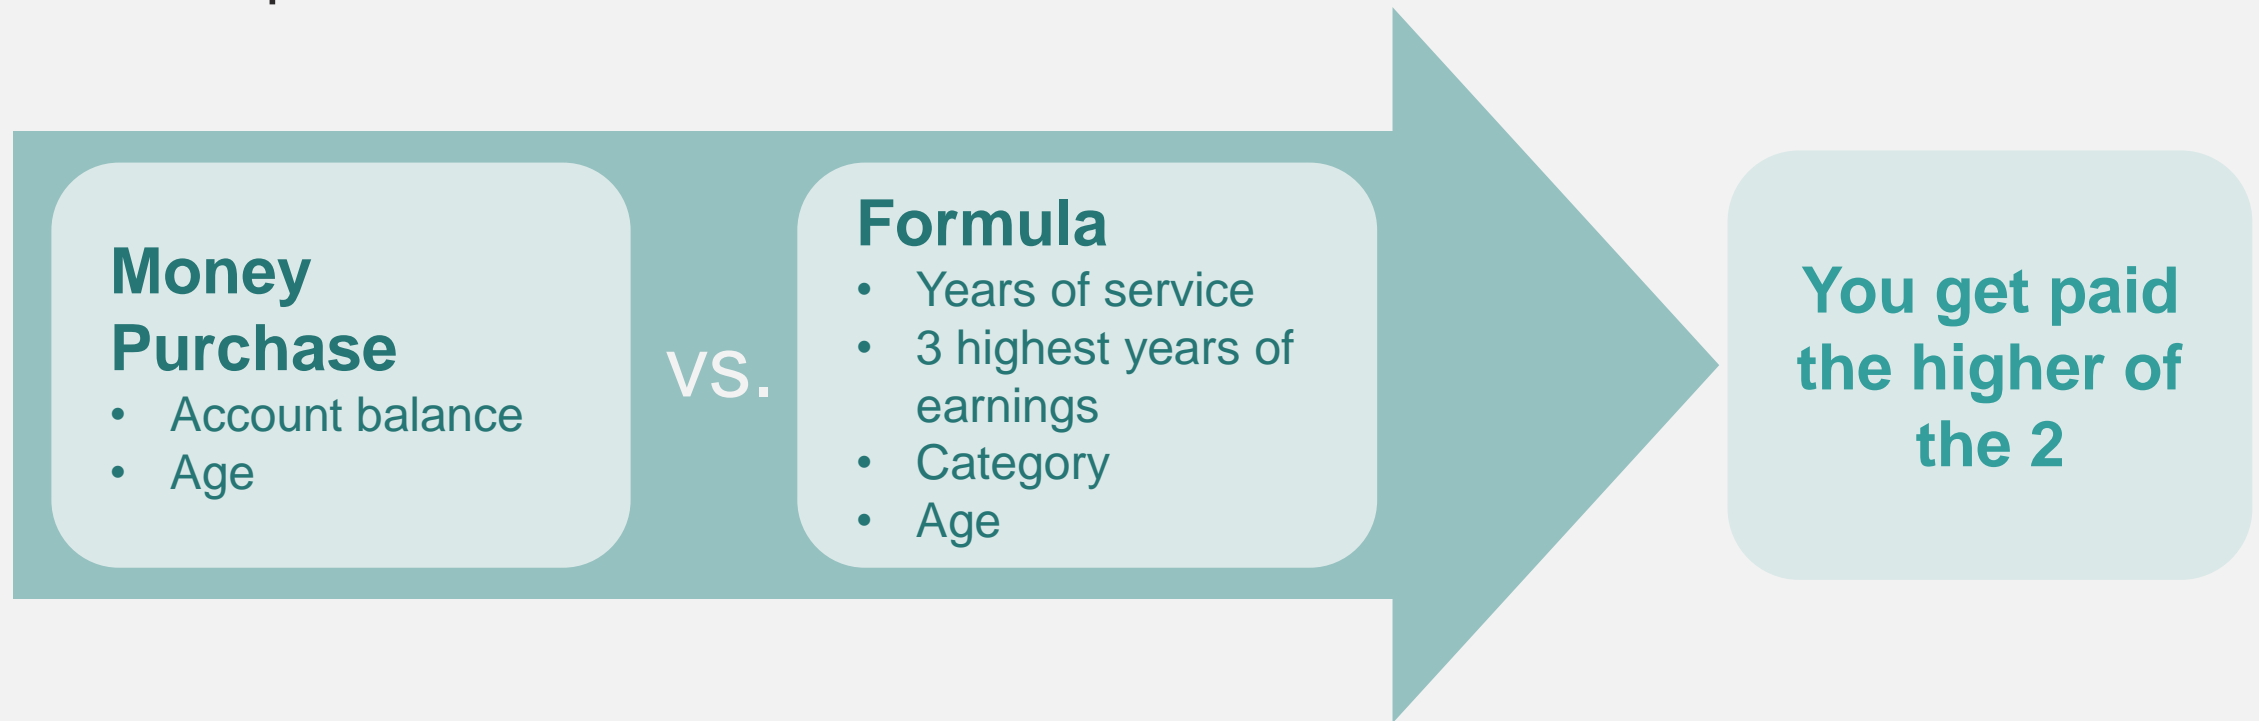 Money
Purchase
• Account balance
• Age
vs.
Formula
• Years of service
• 3 highest years of
earnings
• Category
• Age
You get paid
the higher of
the 2